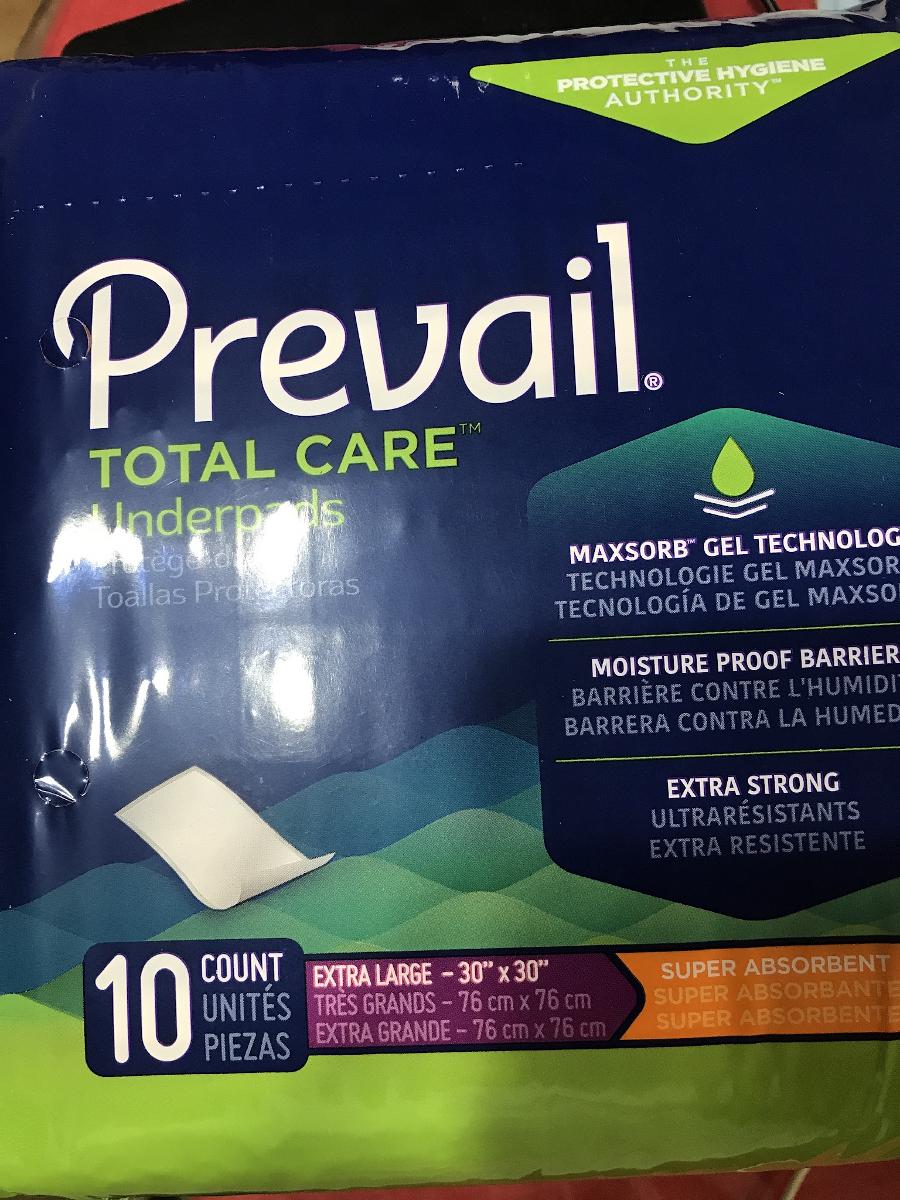 THE
PROTECTIVE HYGIENE
AUTHORITY™
Prevail®
TOTAL CARE™
Underpads
Toallas Protectoras
MAXSORB™ GEL TECHNOLOG
TECHNOLOGIE GEL MAXSOR
TECNOLOGÍA DE GEL MAXSO
MOISTURE PROOF BARRIER
BARRIÈRE CONTRE L'HUMIDI
BARRERA CONTRA LA HUMED
EXTRA STRONG
ULTRARÉSISTANTS
EXTRA RESISTENTE
10 COUNT
UNITÉS
PIEZAS
EXTRA LARGE – 30" x 30"
TRÈS GRANDS – 76 cm x 76 cm
EXTRA GRANDE – 76 cm x 76 cm
SUPER ABSORBENT
SUPER ABSORBANTE
SUPER ABSORBENTE